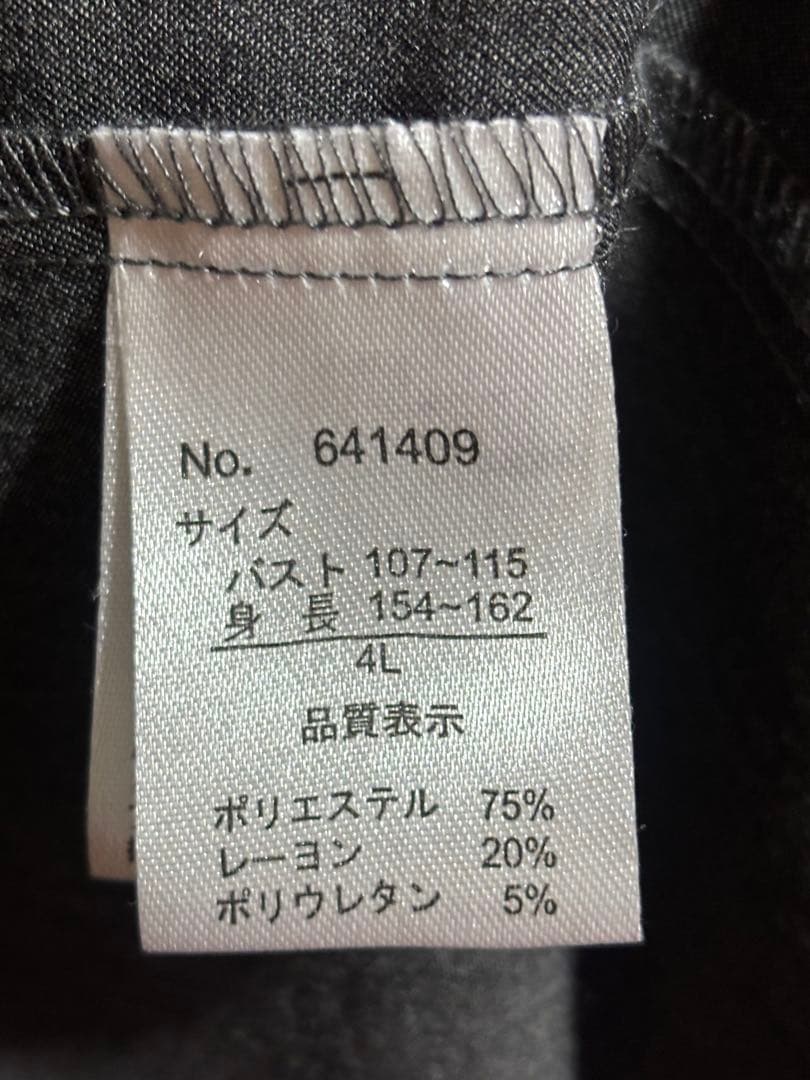 No. 641409
サイズ
バスト 107~115
身 長 154~162
4L
品質表示
ポリエステル 75%
レーヨン 20%
ポリウレタン 5%